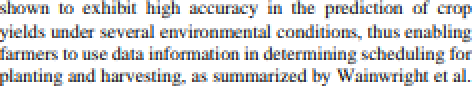 shown to exhibit high accuracy in the prediction of crop
yields under several environmental conditions, thus enabling
farmers to use data information in determining scheduling for
planting and harvesting, as summarized by Wainwright et al.